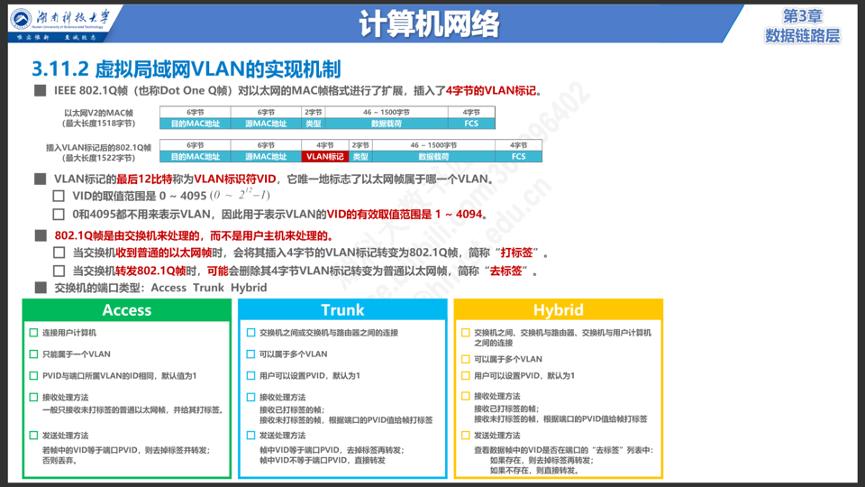 湖南科技大学
Hunan University of Science and Technology
唯实惟新 至诚致志
计算机网络
第3章
数据链路层
3.11.2 虚拟局域网VLAN的实现机制
IEEE 802.1Q帧（也称Dot One Q帧）对以太网的MAC帧格式进行了扩展，插入了4字节的VLAN标记。
以太网V2的MAC帧
（最大长度1518字节）
6字节 6字节 2字节 46 ~ 1500字节 4字节
目的MAC地址 源MAC地址 类型 数据载荷 FCS
插入VLAN标记后的802.1Q帧
（最大长度1522字节）
6字节 6字节 4字节 2字节 46 ~ 1500字节 4字节
目的MAC地址 源MAC地址 VLAN标记 类型 数据载荷 FCS
VLAN标记的最后12比特称为VLAN标识符VID，它唯一地标志了以太网帧属于哪一个VLAN。
VID的取值范围是 0 ~ 4095 (0 ~ 2¹²−1)
0和4095都不用来表示VLAN，因此用于表示VLAN的VID的有效取值范围是 1 ~ 4094。
802.1Q帧是由交换机来处理的，而不是用户主机来处理的。
当交换机收到普通的以太网帧时，会将其插入4字节的VLAN标记转变为802.1Q帧，简称“打标签”。
当交换机转发802.1Q帧时，可能会删除其4字节VLAN标记转变为普通以太网帧，简称“去标签”。
交换机的端口类型：Access Trunk Hybrid
Access
连接用户计算机
只能属于一个VLAN
PVID与端口所属VLAN的ID相同，默认值为1
接收处理方法
一般只接收未打标签的普通以太网帧，并给其打标签。
发送处理方法
若帧中的VID等于端口PVID，则去掉标签并转发；
否则丢弃。
Trunk
交换机之间或交换机与路由器之间的连接
可以属于多个VLAN
用户可以设置PVID，默认为1
接收处理方法
接收已打标签的帧；
接收未打标签的帧，根据端口的PVID值给帧打标签
发送处理方法
帧中VID等于端口PVID，去掉标签再转发；
帧中VID不等于端口PVID，直接转发
Hybrid
交换机之间、交换机与路由器、交换机与用户计算机
之间的连接
可以属于多个VLAN
用户可以设置PVID，默认为1
接收处理方法
接收已打标签的帧；
接收未打标签的帧，根据端口的PVID值给帧打标签
发送处理方法
查看数据帧中的VID是否在端口的“去标签”列表中：
如果存在，则去掉标签再转发；
如果不存在，则直接转发。